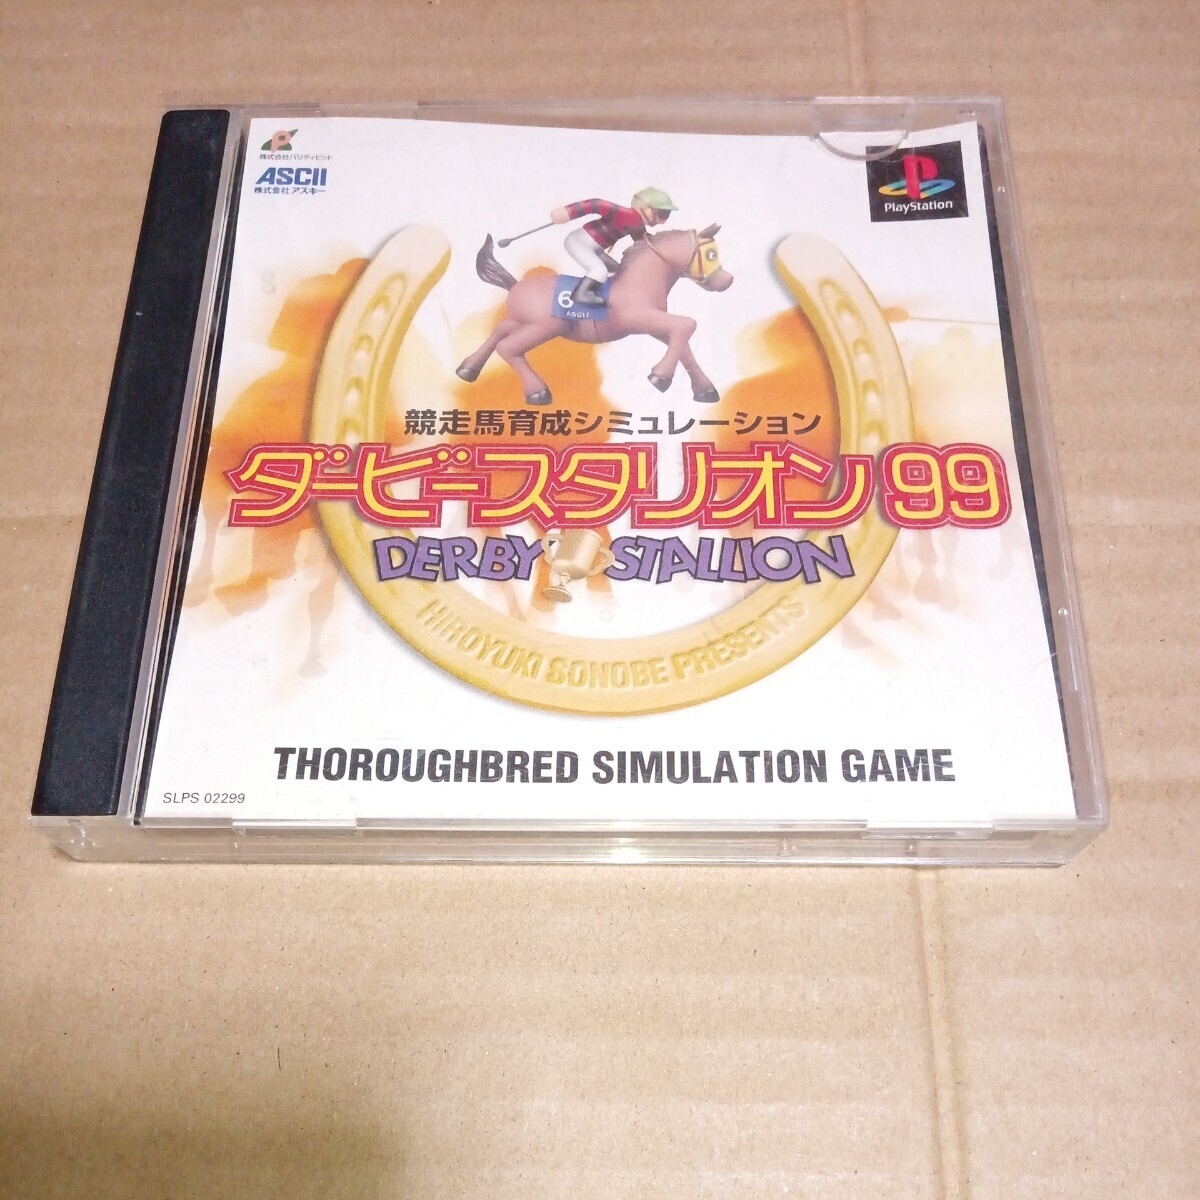 株式会社パリティビット
ASCII
株式会社アスキー
PlayStation
6
ASCII
競走馬育成シミュレーション
ダービースタリオン99
DERBY STALLION
HIROYUKI SONOBE PRESENTS
THOROUGHBRED SIMULATION GAME
SLPS 02299